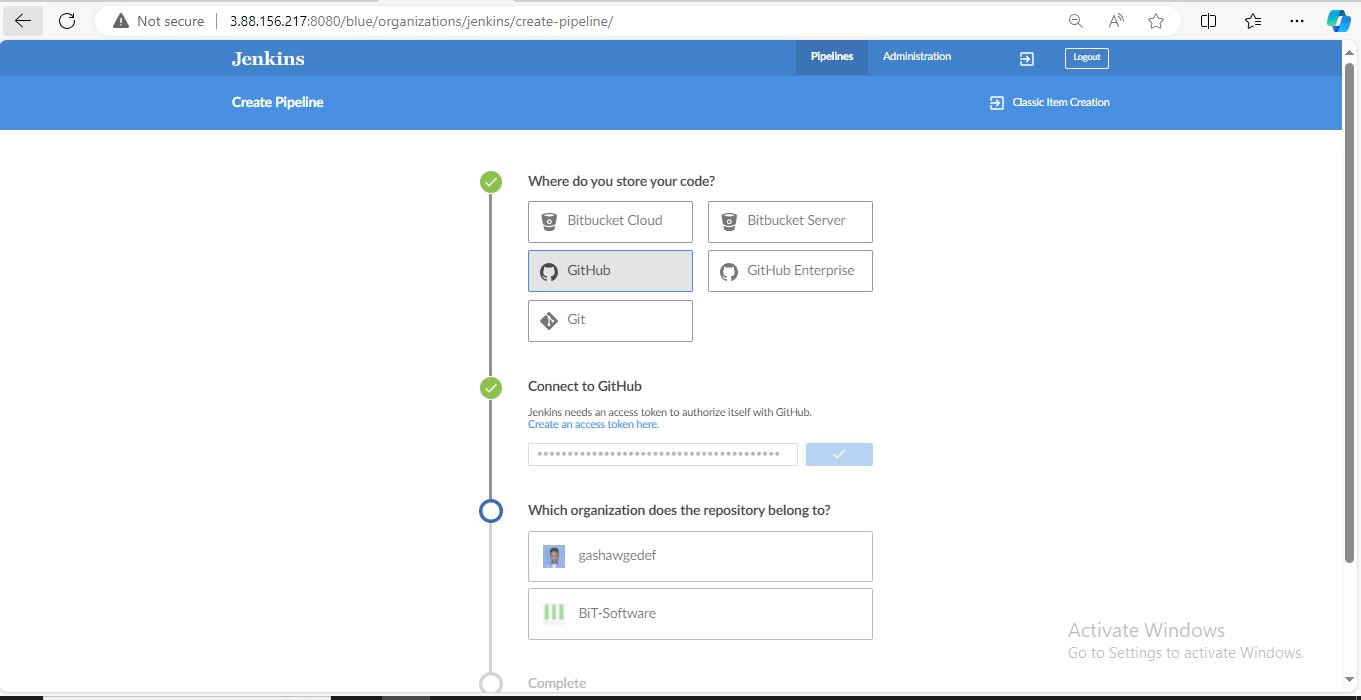 Not secure 3.88.156.217:8080/blue/organizations/jenkins/create-pipeline/
Jenkins Pipelines Administration Logout
Create Pipeline Classic Item Creation
Where do you store your code?
Bitbucket Cloud Bitbucket Server
GitHub GitHub Enterprise
Git
Connect to GitHub
Jenkins needs an access token to authorize itself with GitHub.
Create an access token here.
••••••••••••••••••••••••••••••••••••••••
Which organization does the repository belong to?
gashawgedef
BiT-Software
Activate Windows
Go to Settings to activate Windows.
Complete